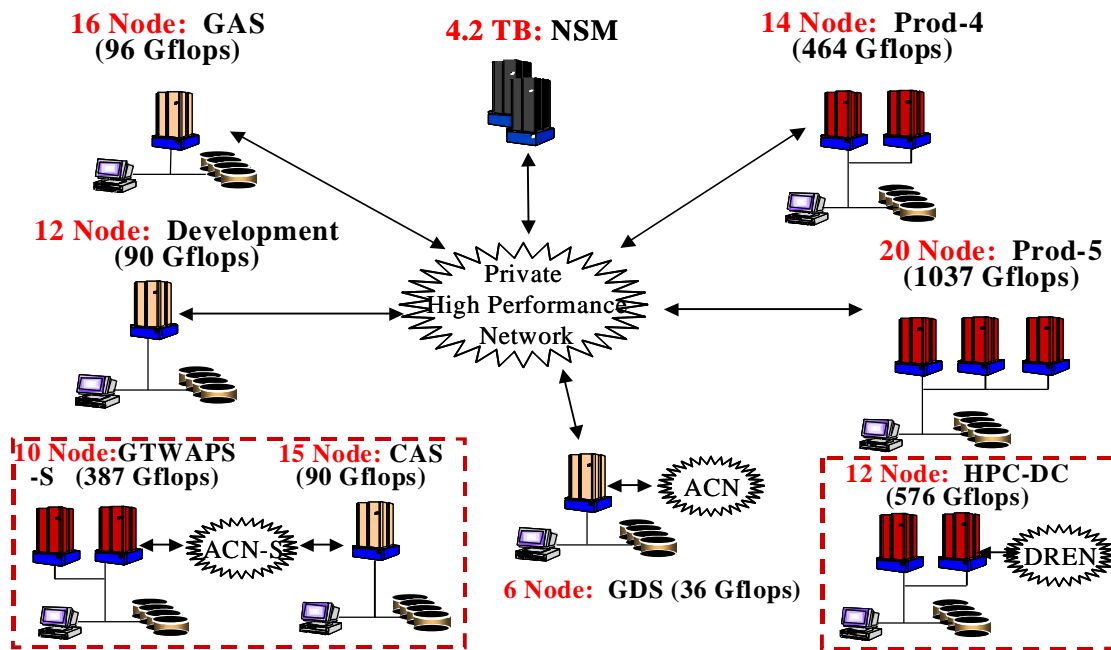 16 Node: GAS
(96 Gflops)
4.2 TB: NSM
14 Node: Prod-4
(464 Gflops)
12 Node: Development
(90 Gflops)
Private
High Performance
Network
20 Node: Prod-5
(1037 Gflops)
10 Node:GTWAPS
-S (387 Gflops)
15 Node: CAS
(90 Gflops)
ACN-S
ACN
6 Node: GDS (36 Gflops)
12 Node: HPC-DC
(576 Gflops)
DREN